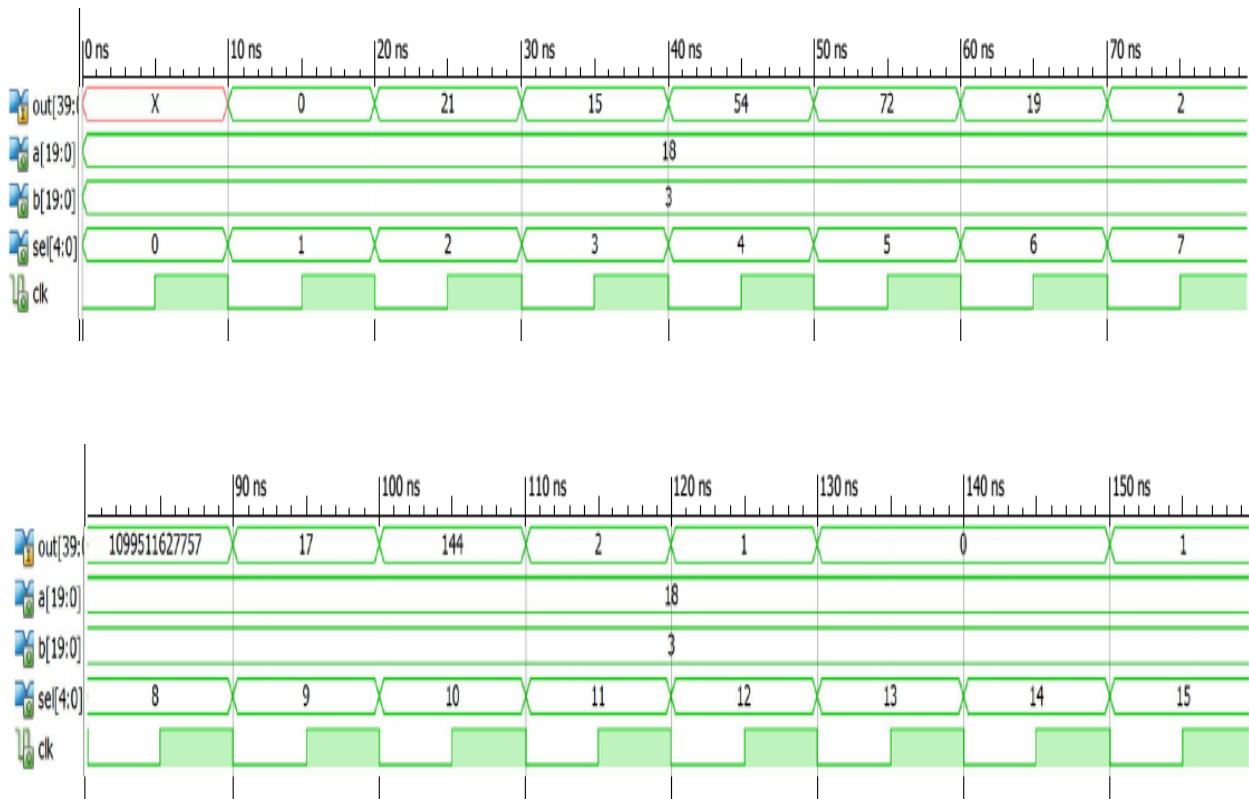 0 ns 10 ns 20 ns 30 ns 40 ns 50 ns 60 ns 70 ns
out[39:0 X 0 21 15 54 72 19 2
a[19:0] 18
b[19:0] 3
sel[4:0] 0 1 2 3 4 5 6 7
clk
90 ns 100 ns 110 ns 120 ns 130 ns 140 ns 150 ns
out[39:0 1099511627757 17 144 2 1 0 1
a[19:0] 18
b[19:0] 3
sel[4:0] 8 9 10 11 12 13 14 15
clk